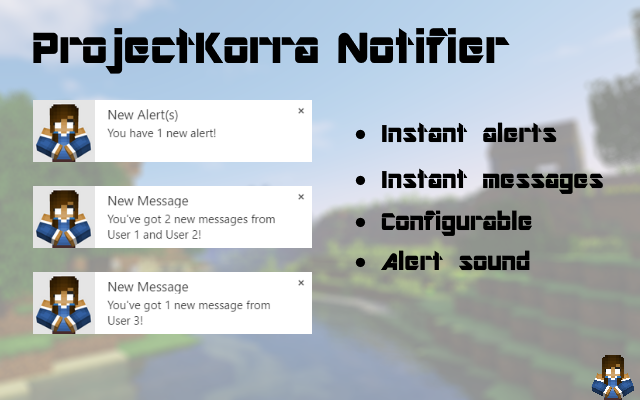 ProjectKorra Notifier
New Alert(s)
×
You have 1 new alert!
New Message
×
You've got 2 new messages from
User 1 and User 2!
New Message
×
You've got 1 new message from
User 3!
• Instant alerts
• Instant messages
• Configurable
• Alert sound